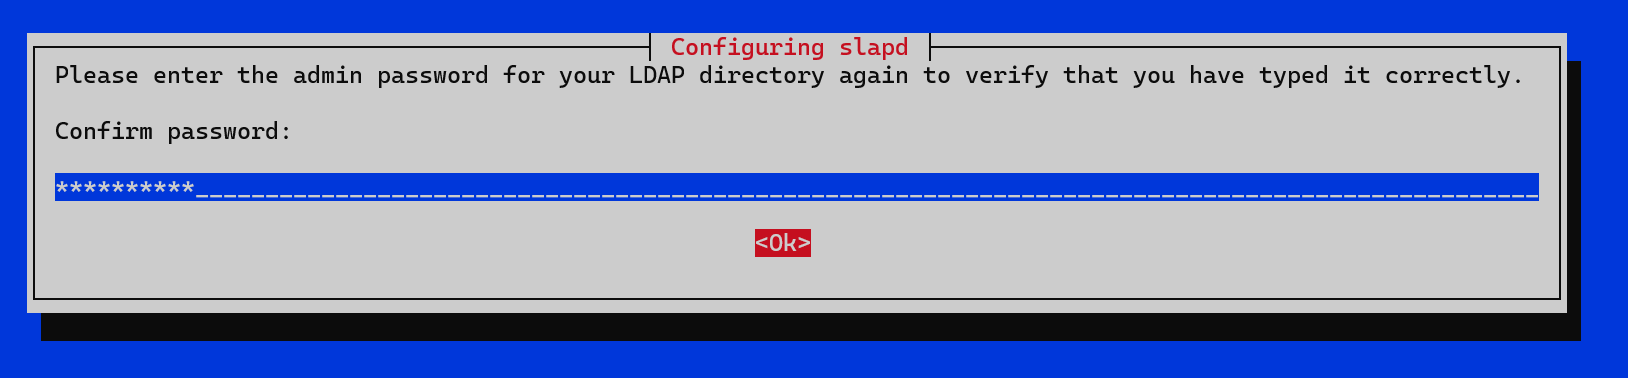 Configuring slapd
Please enter the admin password for your LDAP directory again to verify that you have typed it correctly.
Confirm password:
**********__________________________________________________________________________________________________
<Ok>